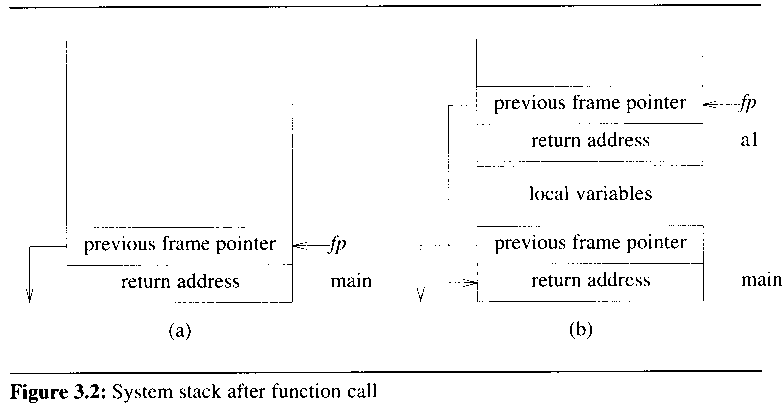 previous frame pointer
fp
return address
main
(a)
previous frame pointer
fp
return address
a1
local variables
previous frame pointer
return address
main
(b)
Figure 3.2: System stack after function call